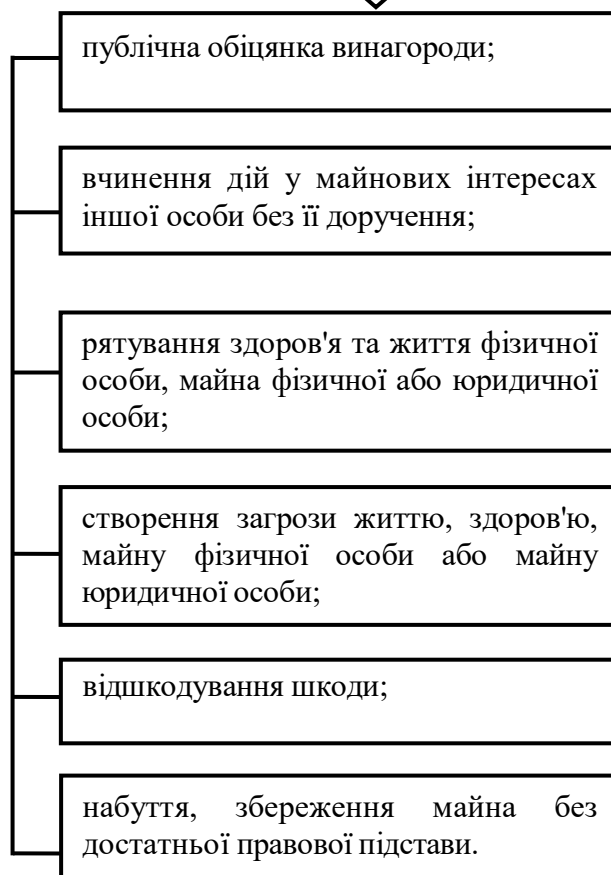 публічна обіцянка винагороди;
вчинення дій у майнових інтересах
іншої особи без її доручення;
рятування здоров'я та життя фізичної
особи, майна фізичної або юридичної
особи;
створення загрози життю, здоров'ю,
майну фізичної особи або майну
юридичної особи;
відшкодування шкоди;
набуття, збереження майна без
достатньої правової підстави.